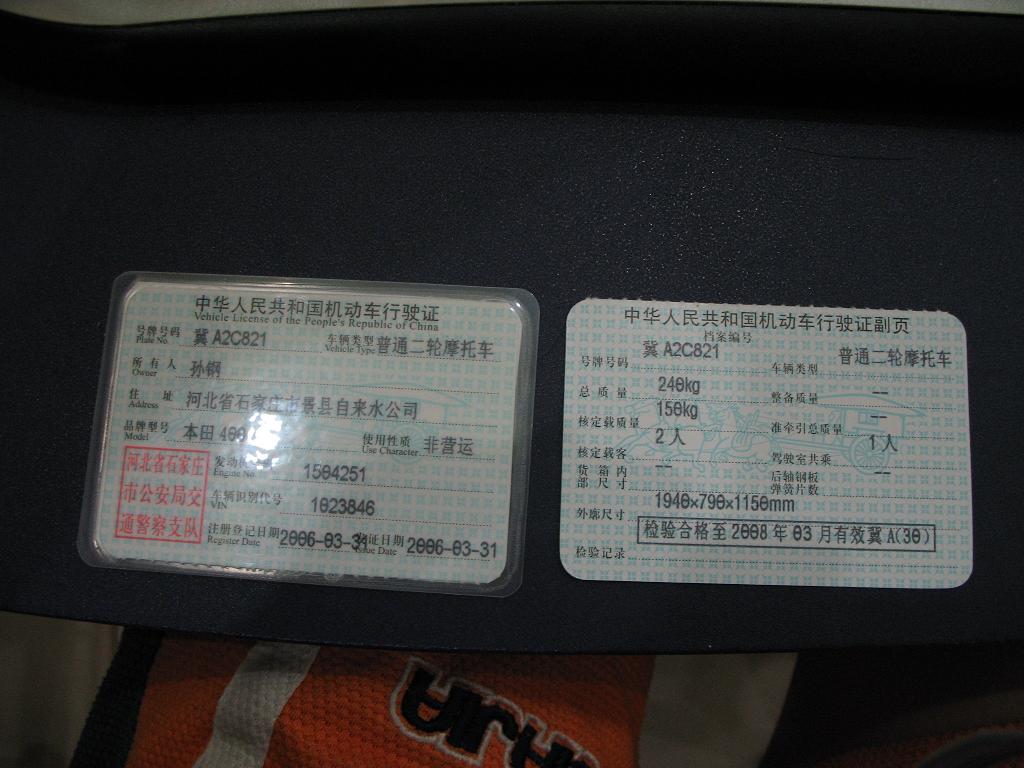 中华人民共和国机动车行驶证
Vehicle License of the People's Republic of China
号牌号码 冀A2C821 车辆类型 普通二轮摩托车
Plate No. Vehicle Type
所有人 孙钢
Owner
住址 河北省石家庄市景县自来水公司
Address
品牌型号 本田400 使用性质 非营运
Model Use Character
河北省石家庄
市公安局交
通警察支队
发动机号 1504251
Engine No.
车辆识别代号 1023846
VIN
注册登记日期 2006-03-31 发证日期 2006-03-31
Register Date Issue Date
中华人民共和国机动车行驶证副页
档案编号
号牌号码 冀A2C821 车辆类型 普通二轮摩托车
总质量 240kg 整备质量 --
核定载质量 150kg 准牵引总质量 --
核定载客 2人 驾驶室共乘 1人
货箱内部尺寸 -- 后轴钢板弹簧片数 --
外廓尺寸 1940×790×1150mm
检验记录 检验合格至2008年03月有效冀A(30)